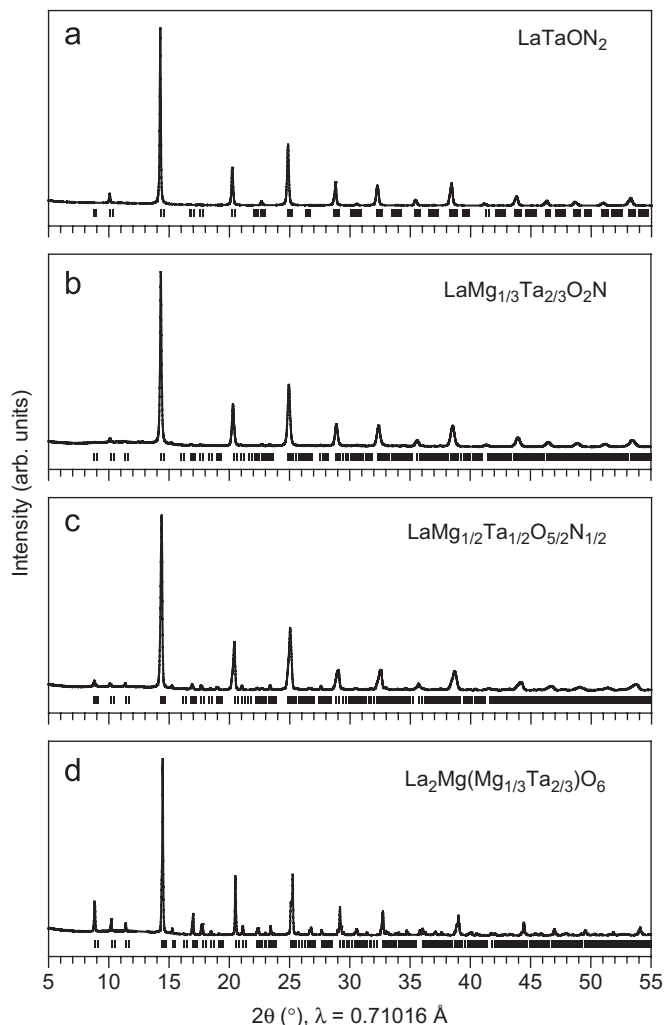 a
LaTaON₂
b
LaMg₁/₃Ta₂/₃O₂N
Intensity (arb. units)
c
LaMg₁/₂Ta₁/₂O₅/₂N₁/₂
d
La₂Mg(Mg₁/₃Ta₂/₃)O₆
5 10 15 20 25 30 35 40 45 50 55
2θ (°), λ = 0.71016 Å